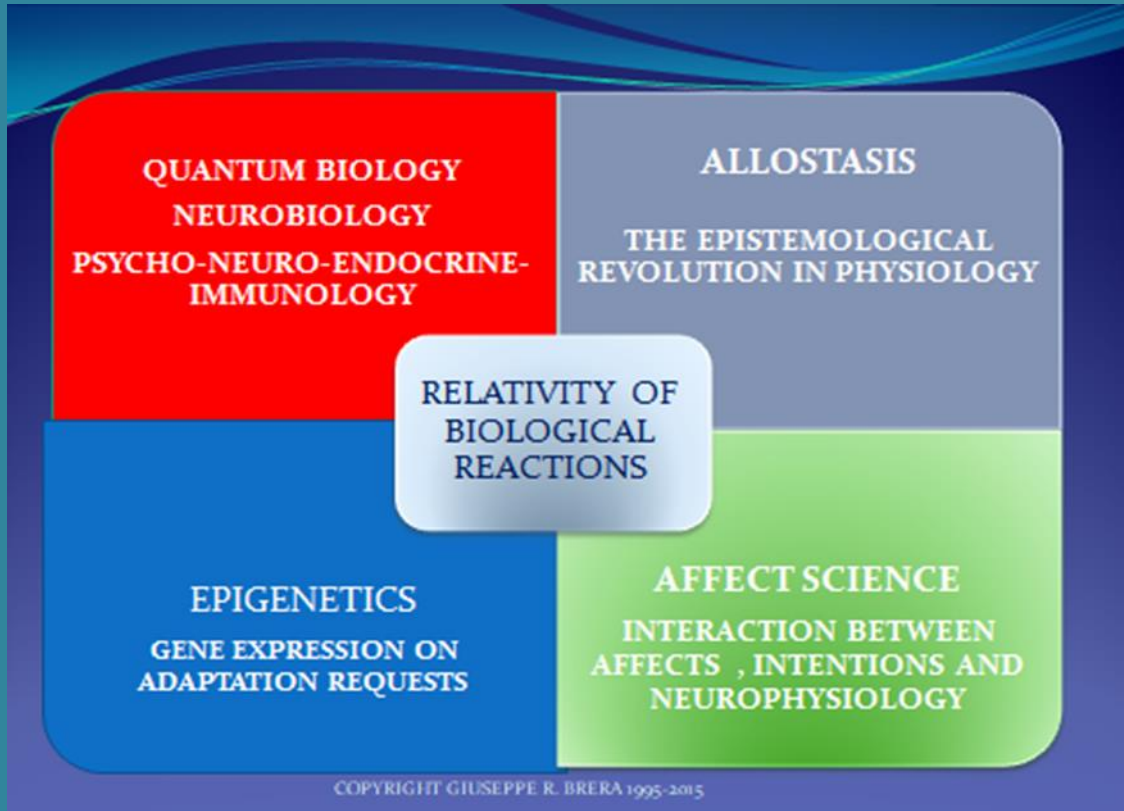 QUANTUM BIOLOGY
NEUROBIOLOGY
PSYCHO-NEURO-ENDOCRINE-
IMMUNOLOGY
ALLOSTASIS
THE EPISTEMOLOGICAL
REVOLUTION IN PHYSIOLOGY
RELATIVITY OF
BIOLOGICAL
REACTIONS
EPIGENETICS
GENE EXPRESSION ON
ADAPTATION REQUESTS
AFFECT SCIENCE
INTERACTION BETWEEN
AFFECTS , INTENTIONS AND
NEUROPHYSIOLOGY
COPYRIGHT GIUSEPPE R. BRERA 1995-2015